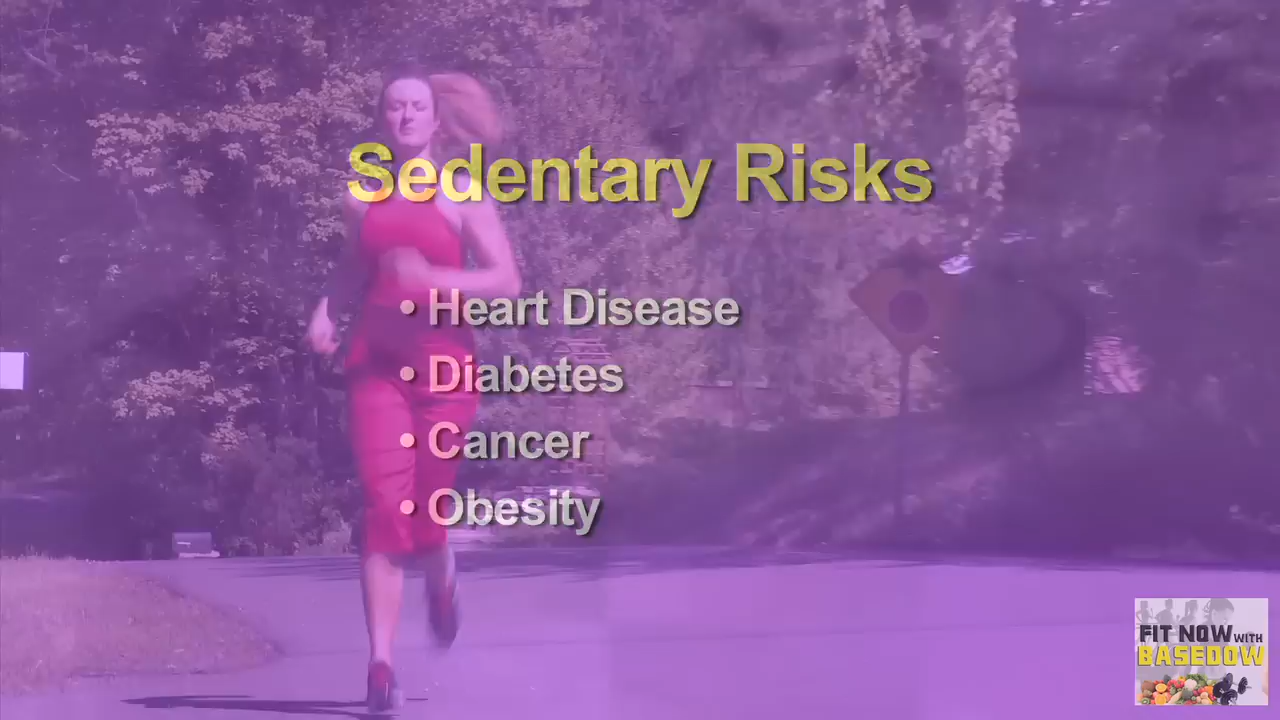 Sedentary Risks
• Heart Disease
• Diabetes
• Cancer
• Obesity
FIT NOW WITH
BASEDOW